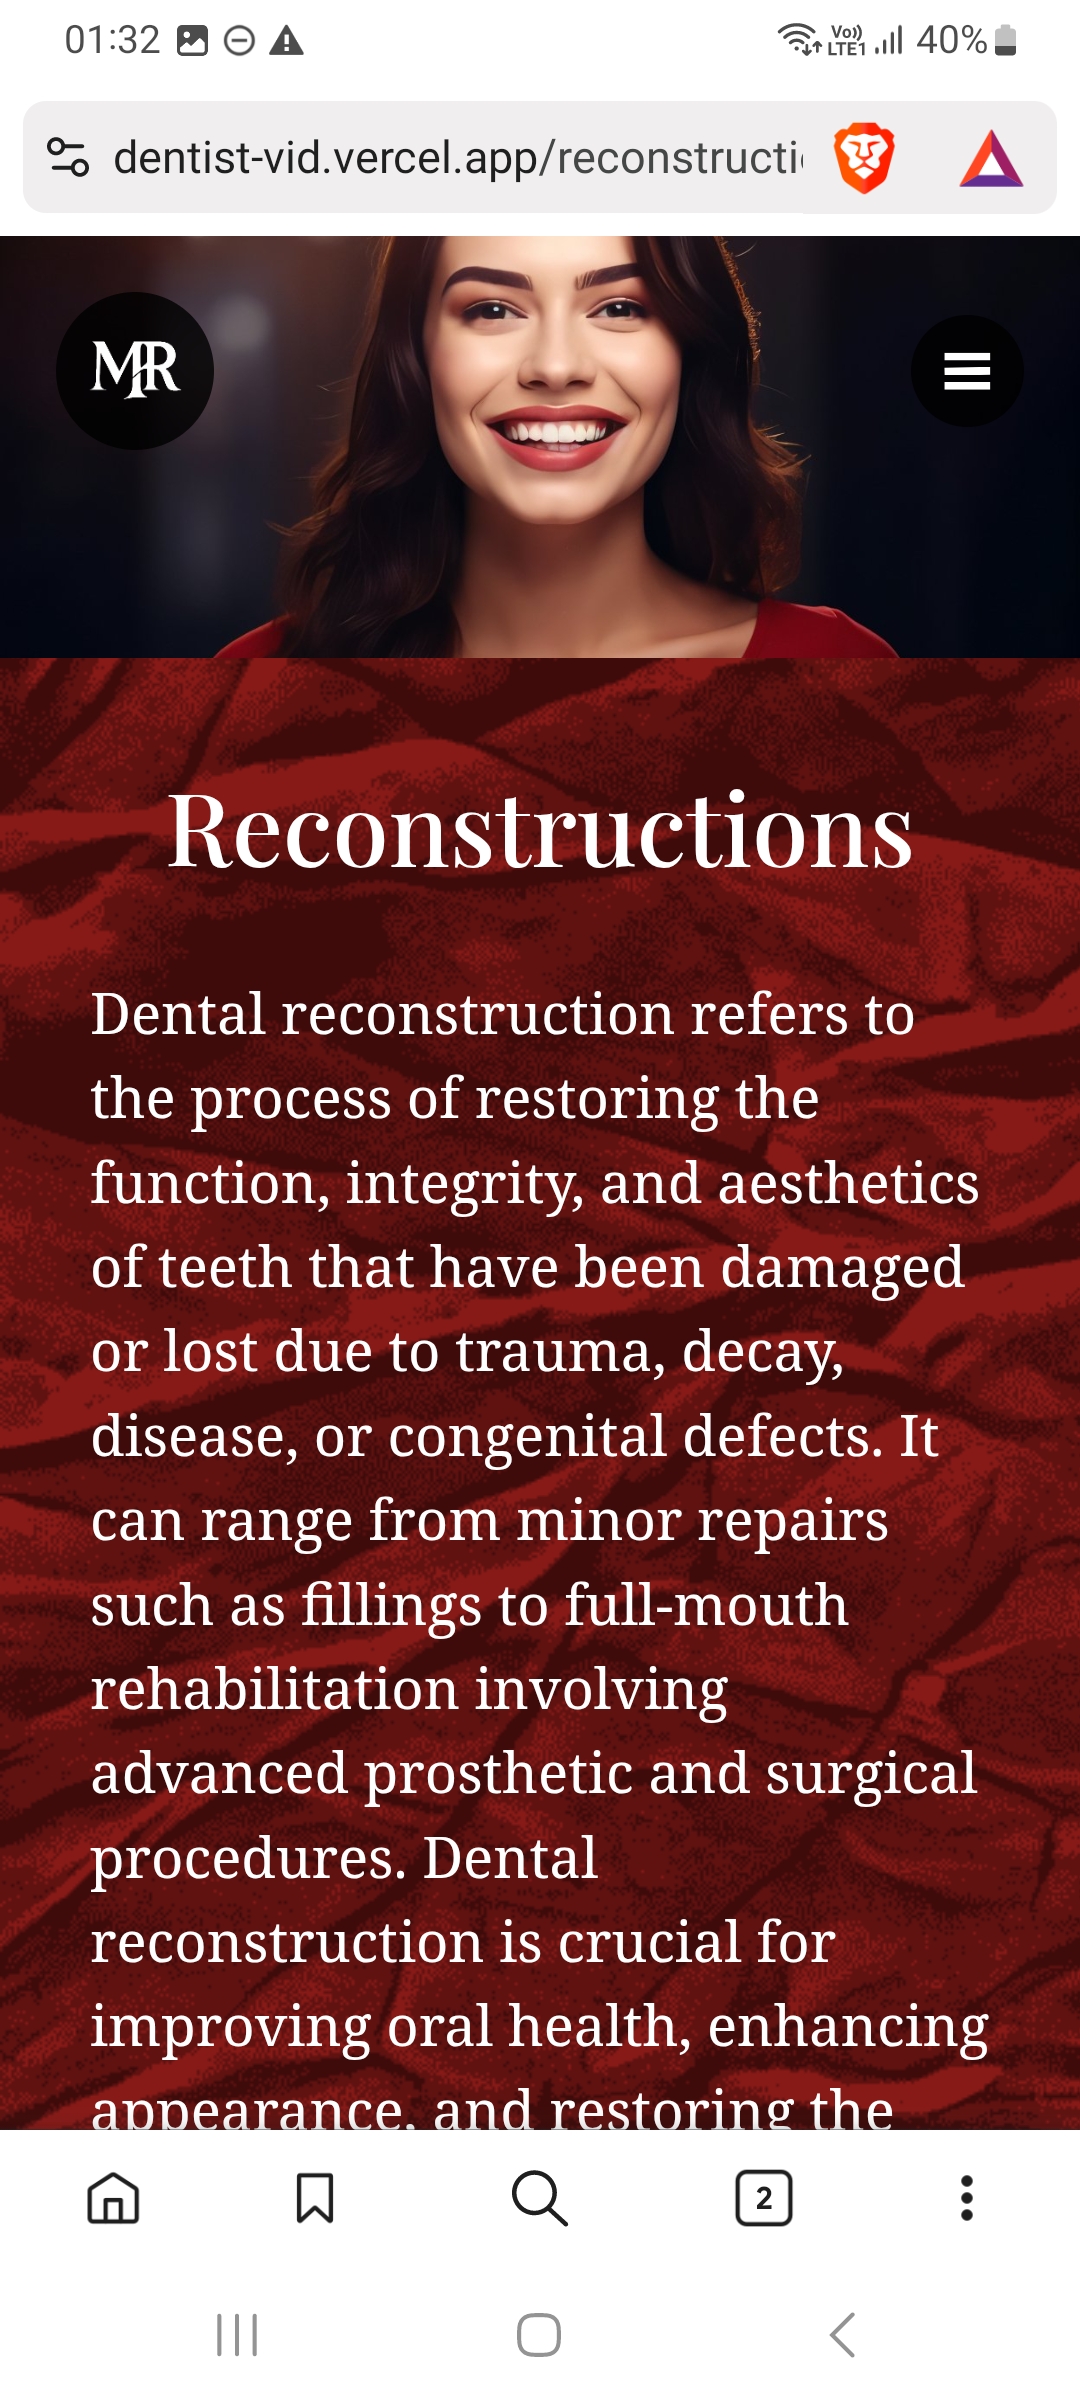 01:32
Vo)) LTE1 40%
dentist-vid.vercel.app/reconstructi
MR
Reconstructions
Dental reconstruction refers to
the process of restoring the
function, integrity, and aesthetics
of teeth that have been damaged
or lost due to trauma, decay,
disease, or congenital defects. It
can range from minor repairs
such as fillings to full-mouth
rehabilitation involving
advanced prosthetic and surgical
procedures. Dental
reconstruction is crucial for
improving oral health, enhancing
appearance, and restoring the
2